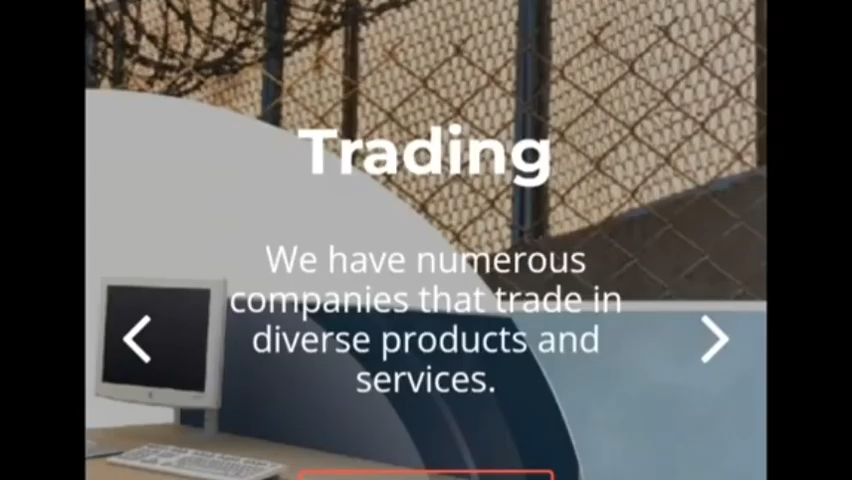 Trading
We have numerous
companies that trade in
diverse products and
services.